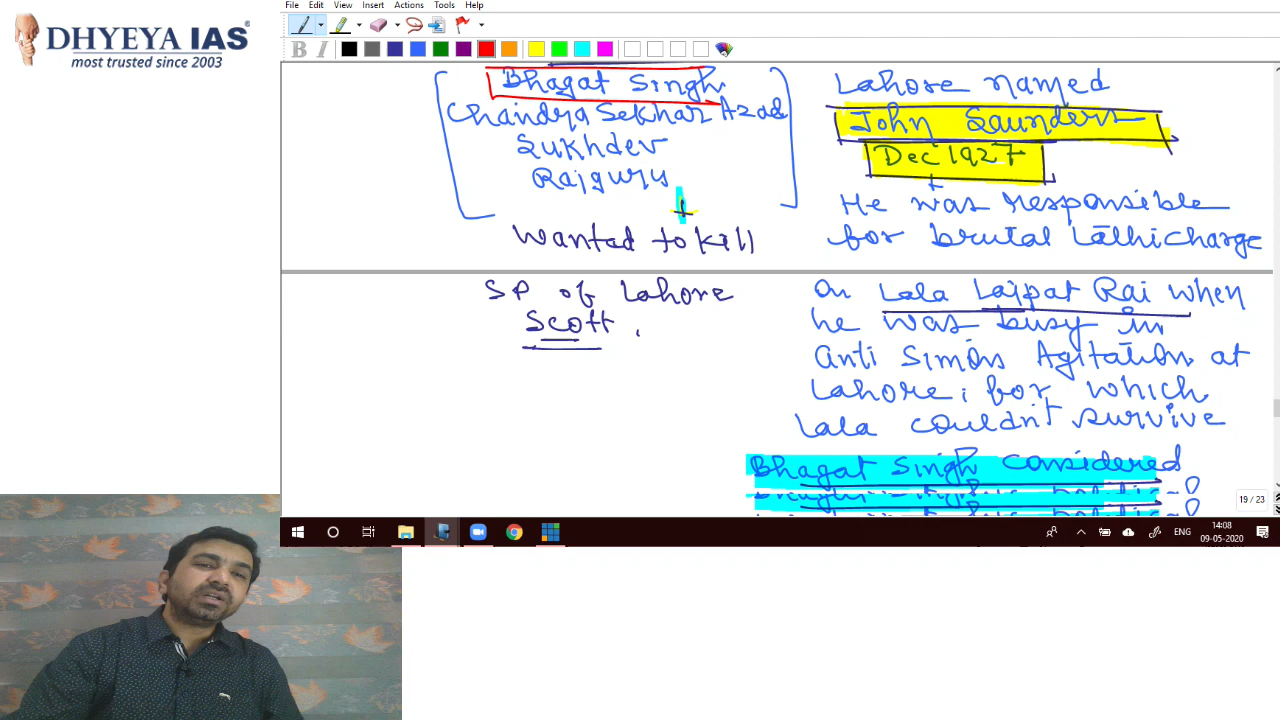 DHYEYA IAS
most trusted since 2003
File Edit View Insert Actions Tools Help
B I
Bhagat Singh
Chandra Sekhar Azad
Sukhdev
Rajguru
Wanted to kill
SP of Lahore
Scott.
Lahore named
John Saunders
Dec 1927
He was responsible
for brutal Lathicharge
On Lala Lajpat Rai when
he was busy in
anti Simon Agitation at
Lahore, for which
Lala couldn't survive
Bhagat Singh considered
19 / 23
ENG
14:08
09-05-2020